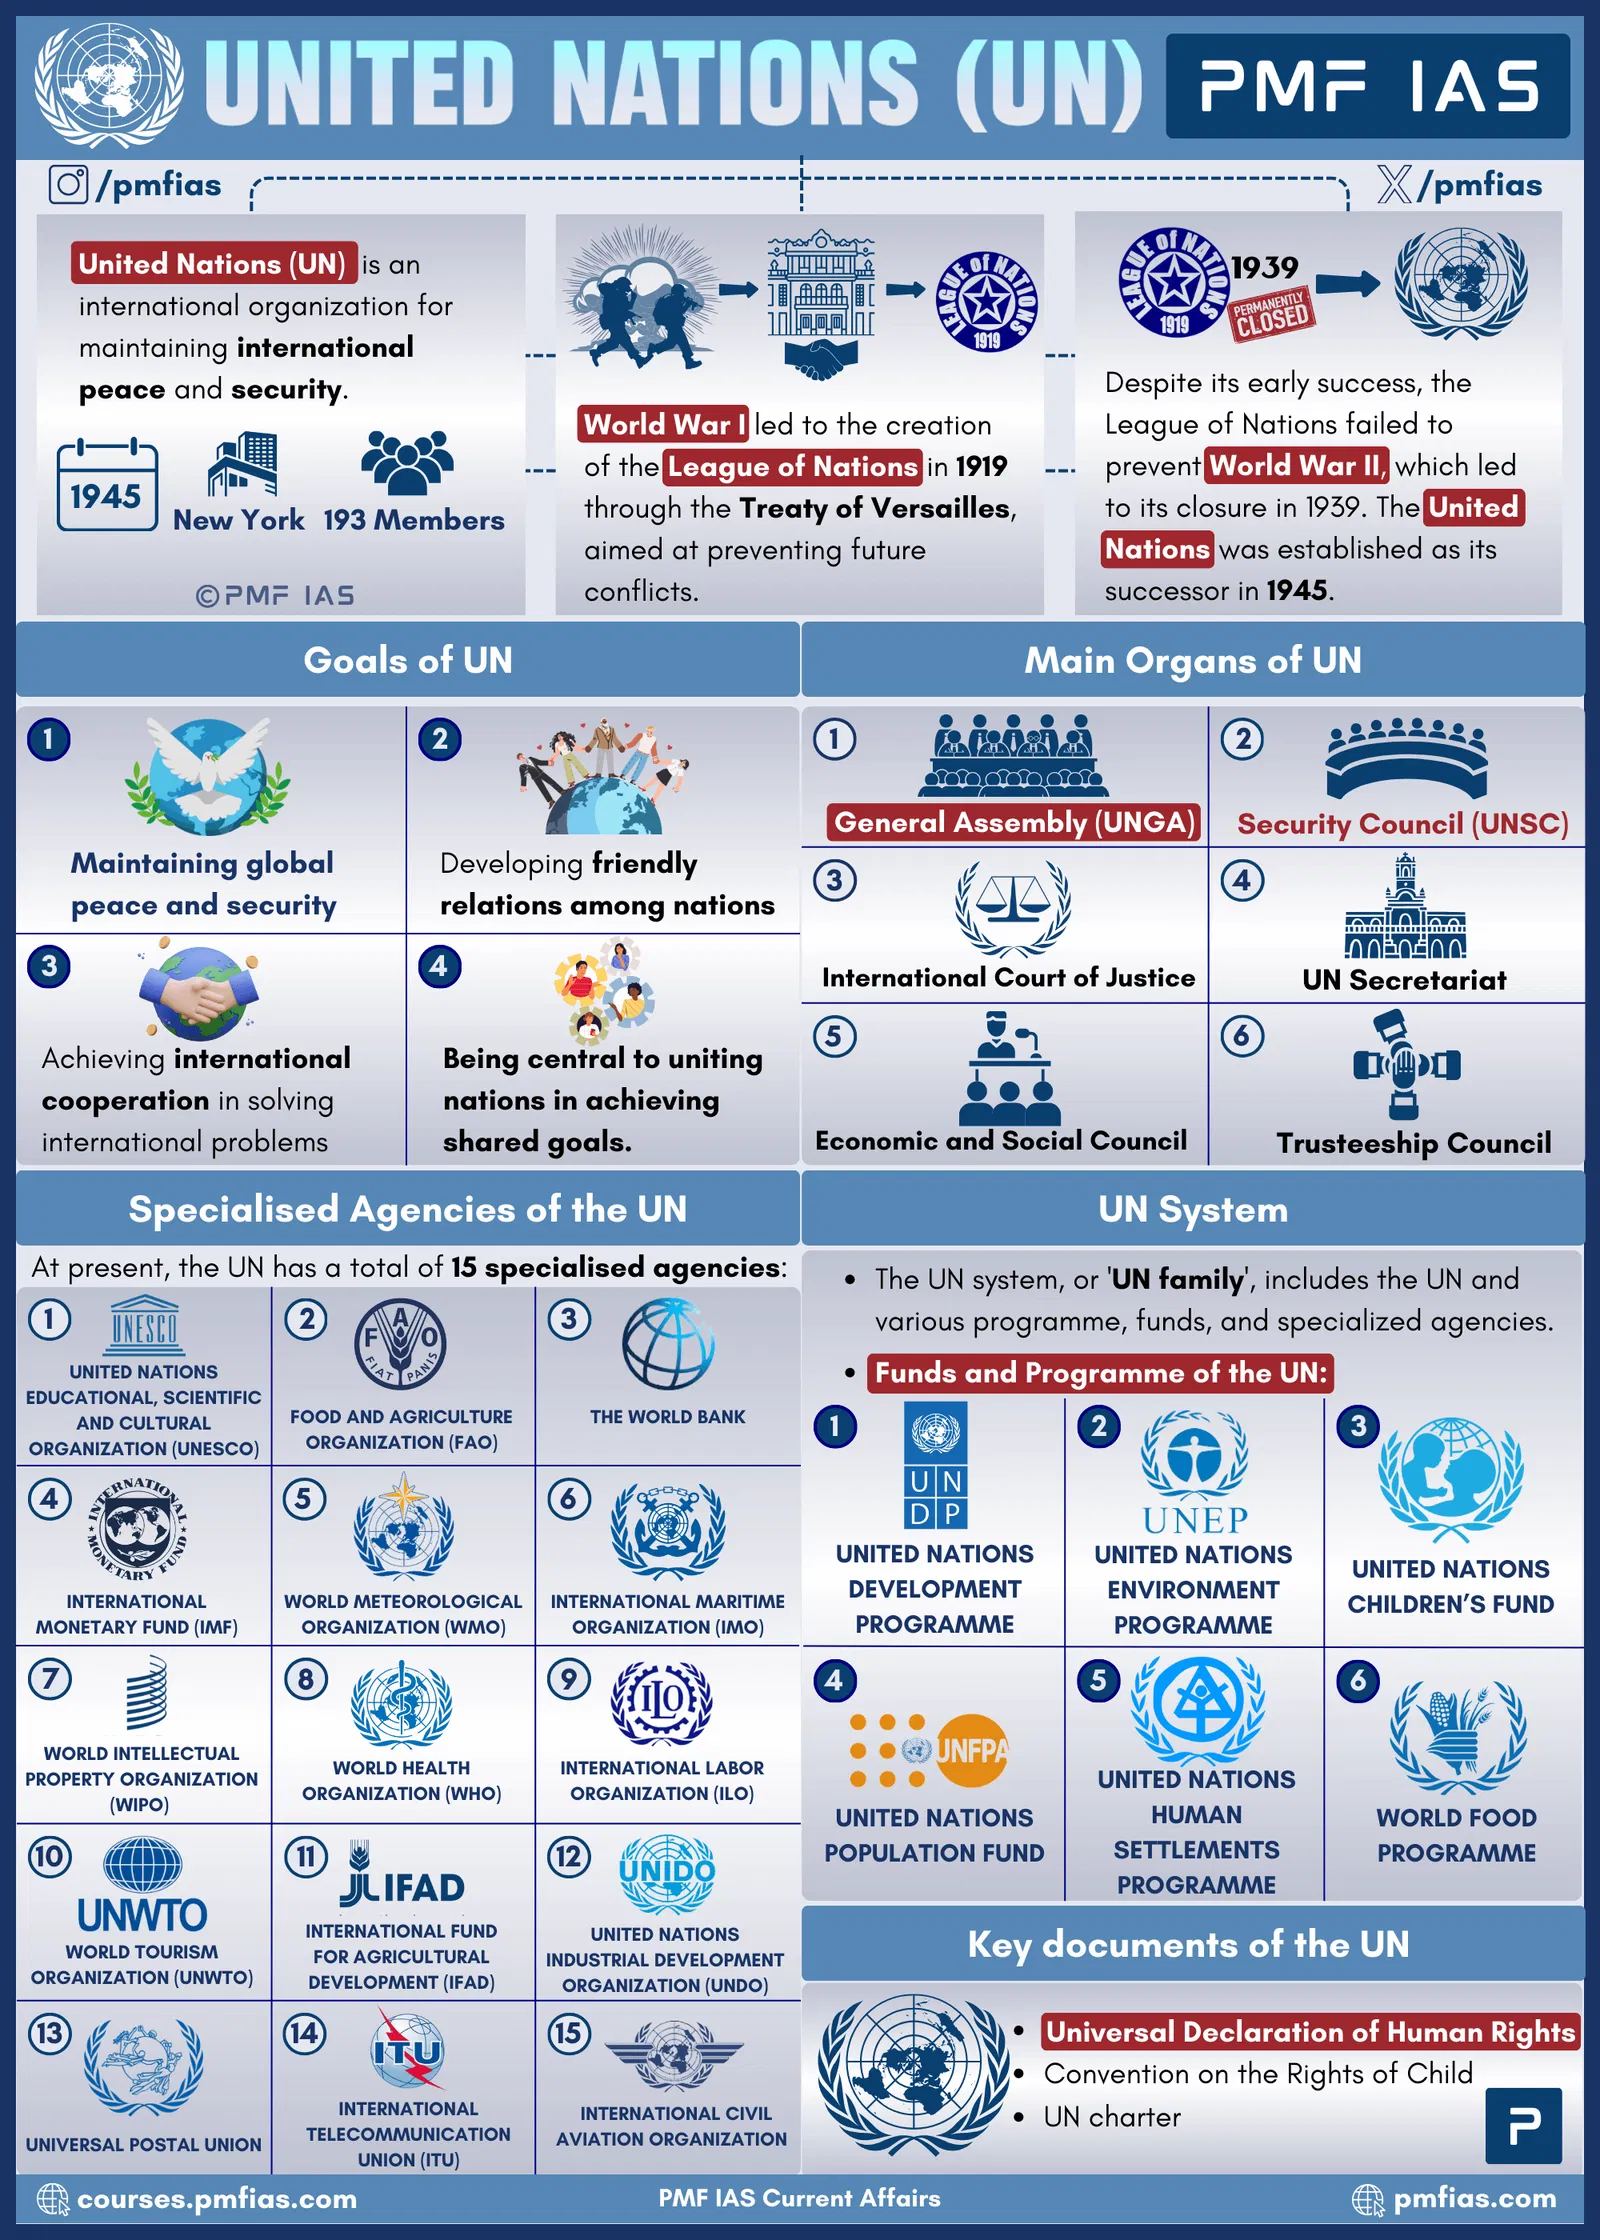 UNITED NATIONS (UN)
PMF IAS
/pmfias
/pmfias
United Nations (UN) is an
international organization for
maintaining international
peace and security.
1945
New York
193 Members
©PMF IAS
LEAGUE of NATIONS
1919
World War I led to the creation
of the League of Nations in 1919
through the Treaty of Versailles,
aimed at preventing future
conflicts.
LEAGUE of NATIONS
1919
1939
PERMANENTLY
CLOSED
Despite its early success, the
League of Nations failed to
prevent World War II, which led
to its closure in 1939. The United
Nations was established as its
successor in 1945.
Goals of UN
1
Maintaining global
peace and security
2
Developing friendly
relations among nations
3
Achieving international
cooperation in solving
international problems
4
Being central to uniting
nations in achieving
shared goals.
Main Organs of UN
1
General Assembly (UNGA)
2
Security Council (UNSC)
3
International Court of Justice
4
UN Secretariat
5
Economic and Social Council
6
Trusteeship Council
Specialised Agencies of the UN
At present, the UN has a total of 15 specialised agencies:
1
UNESCO
UNITED NATIONS
EDUCATIONAL, SCIENTIFIC
AND CULTURAL
ORGANIZATION (UNESCO)
2
F A O
FIAT PANIS
FOOD AND AGRICULTURE
ORGANIZATION (FAO)
3
THE WORLD BANK
4
INTERNATIONAL
MONETARY FUND
INTERNATIONAL
MONETARY FUND (IMF)
5
WORLD METEOROLOGICAL
ORGANIZATION (WMO)
6
INTERNATIONAL MARITIME
ORGANIZATION (IMO)
7
WORLD INTELLECTUAL
PROPERTY ORGANIZATION
(WIPO)
8
WORLD HEALTH
ORGANIZATION (WHO)
9
ILO
INTERNATIONAL LABOR
ORGANIZATION (ILO)
10
UNWTO
WORLD TOURISM
ORGANIZATION (UNWTO)
11
IFAD
INTERNATIONAL FUND
FOR AGRICULTURAL
DEVELOPMENT (IFAD)
12
UNIDO
UNITED NATIONS
INDUSTRIAL DEVELOPMENT
ORGANIZATION (UNDO)
13
UNIVERSAL POSTAL UNION
14
ITU
INTERNATIONAL
TELECOMMUNICATION
UNION (ITU)
15
INTERNATIONAL CIVIL
AVIATION ORGANIZATION
UN System
• The UN system, or 'UN family', includes the UN and
various programme, funds, and specialized agencies.
• Funds and Programme of the UN:
1
U N
D P
UNITED NATIONS
DEVELOPMENT
PROGRAMME
2
UNEP
UNITED NATIONS
ENVIRONMENT
PROGRAMME
3
UNITED NATIONS
CHILDREN'S FUND
4
UNFPA
UNITED NATIONS
POPULATION FUND
5
UNITED NATIONS
HUMAN
SETTLEMENTS
PROGRAMME
6
WORLD FOOD
PROGRAMME
Key documents of the UN
• Universal Declaration of Human Rights
• Convention on the Rights of Child
• UN charter
P
courses.pmfias.com
PMF IAS Current Affairs
pmfias.com